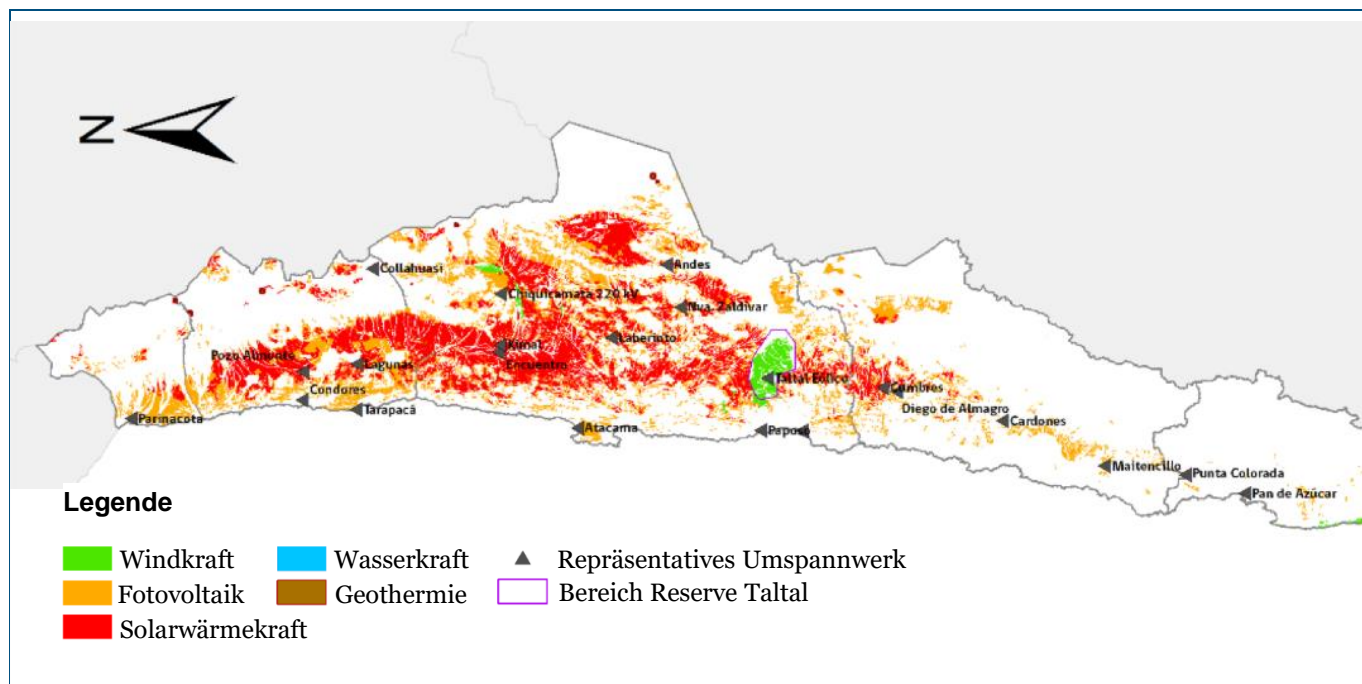 N
Collahuasi
Andes
Chiquicamata 220 kV
Nva. Zaldívar
Laberinto
Kimal
Encuentro
Pozo Almonte
Lagunas
Taltal Eólico
Cumbres
Condores
Diego de Almagro
Parinacota
Tarapacá
Cardones
Atacama
Paposo
Maitencillo
Punta Colorada
Pan de Azúcar
Legende
Windkraft Wasserkraft Repräsentatives Umspannwerk
Fotovoltaik Geothermie Bereich Reserve Taltal
Solarwärmekraft